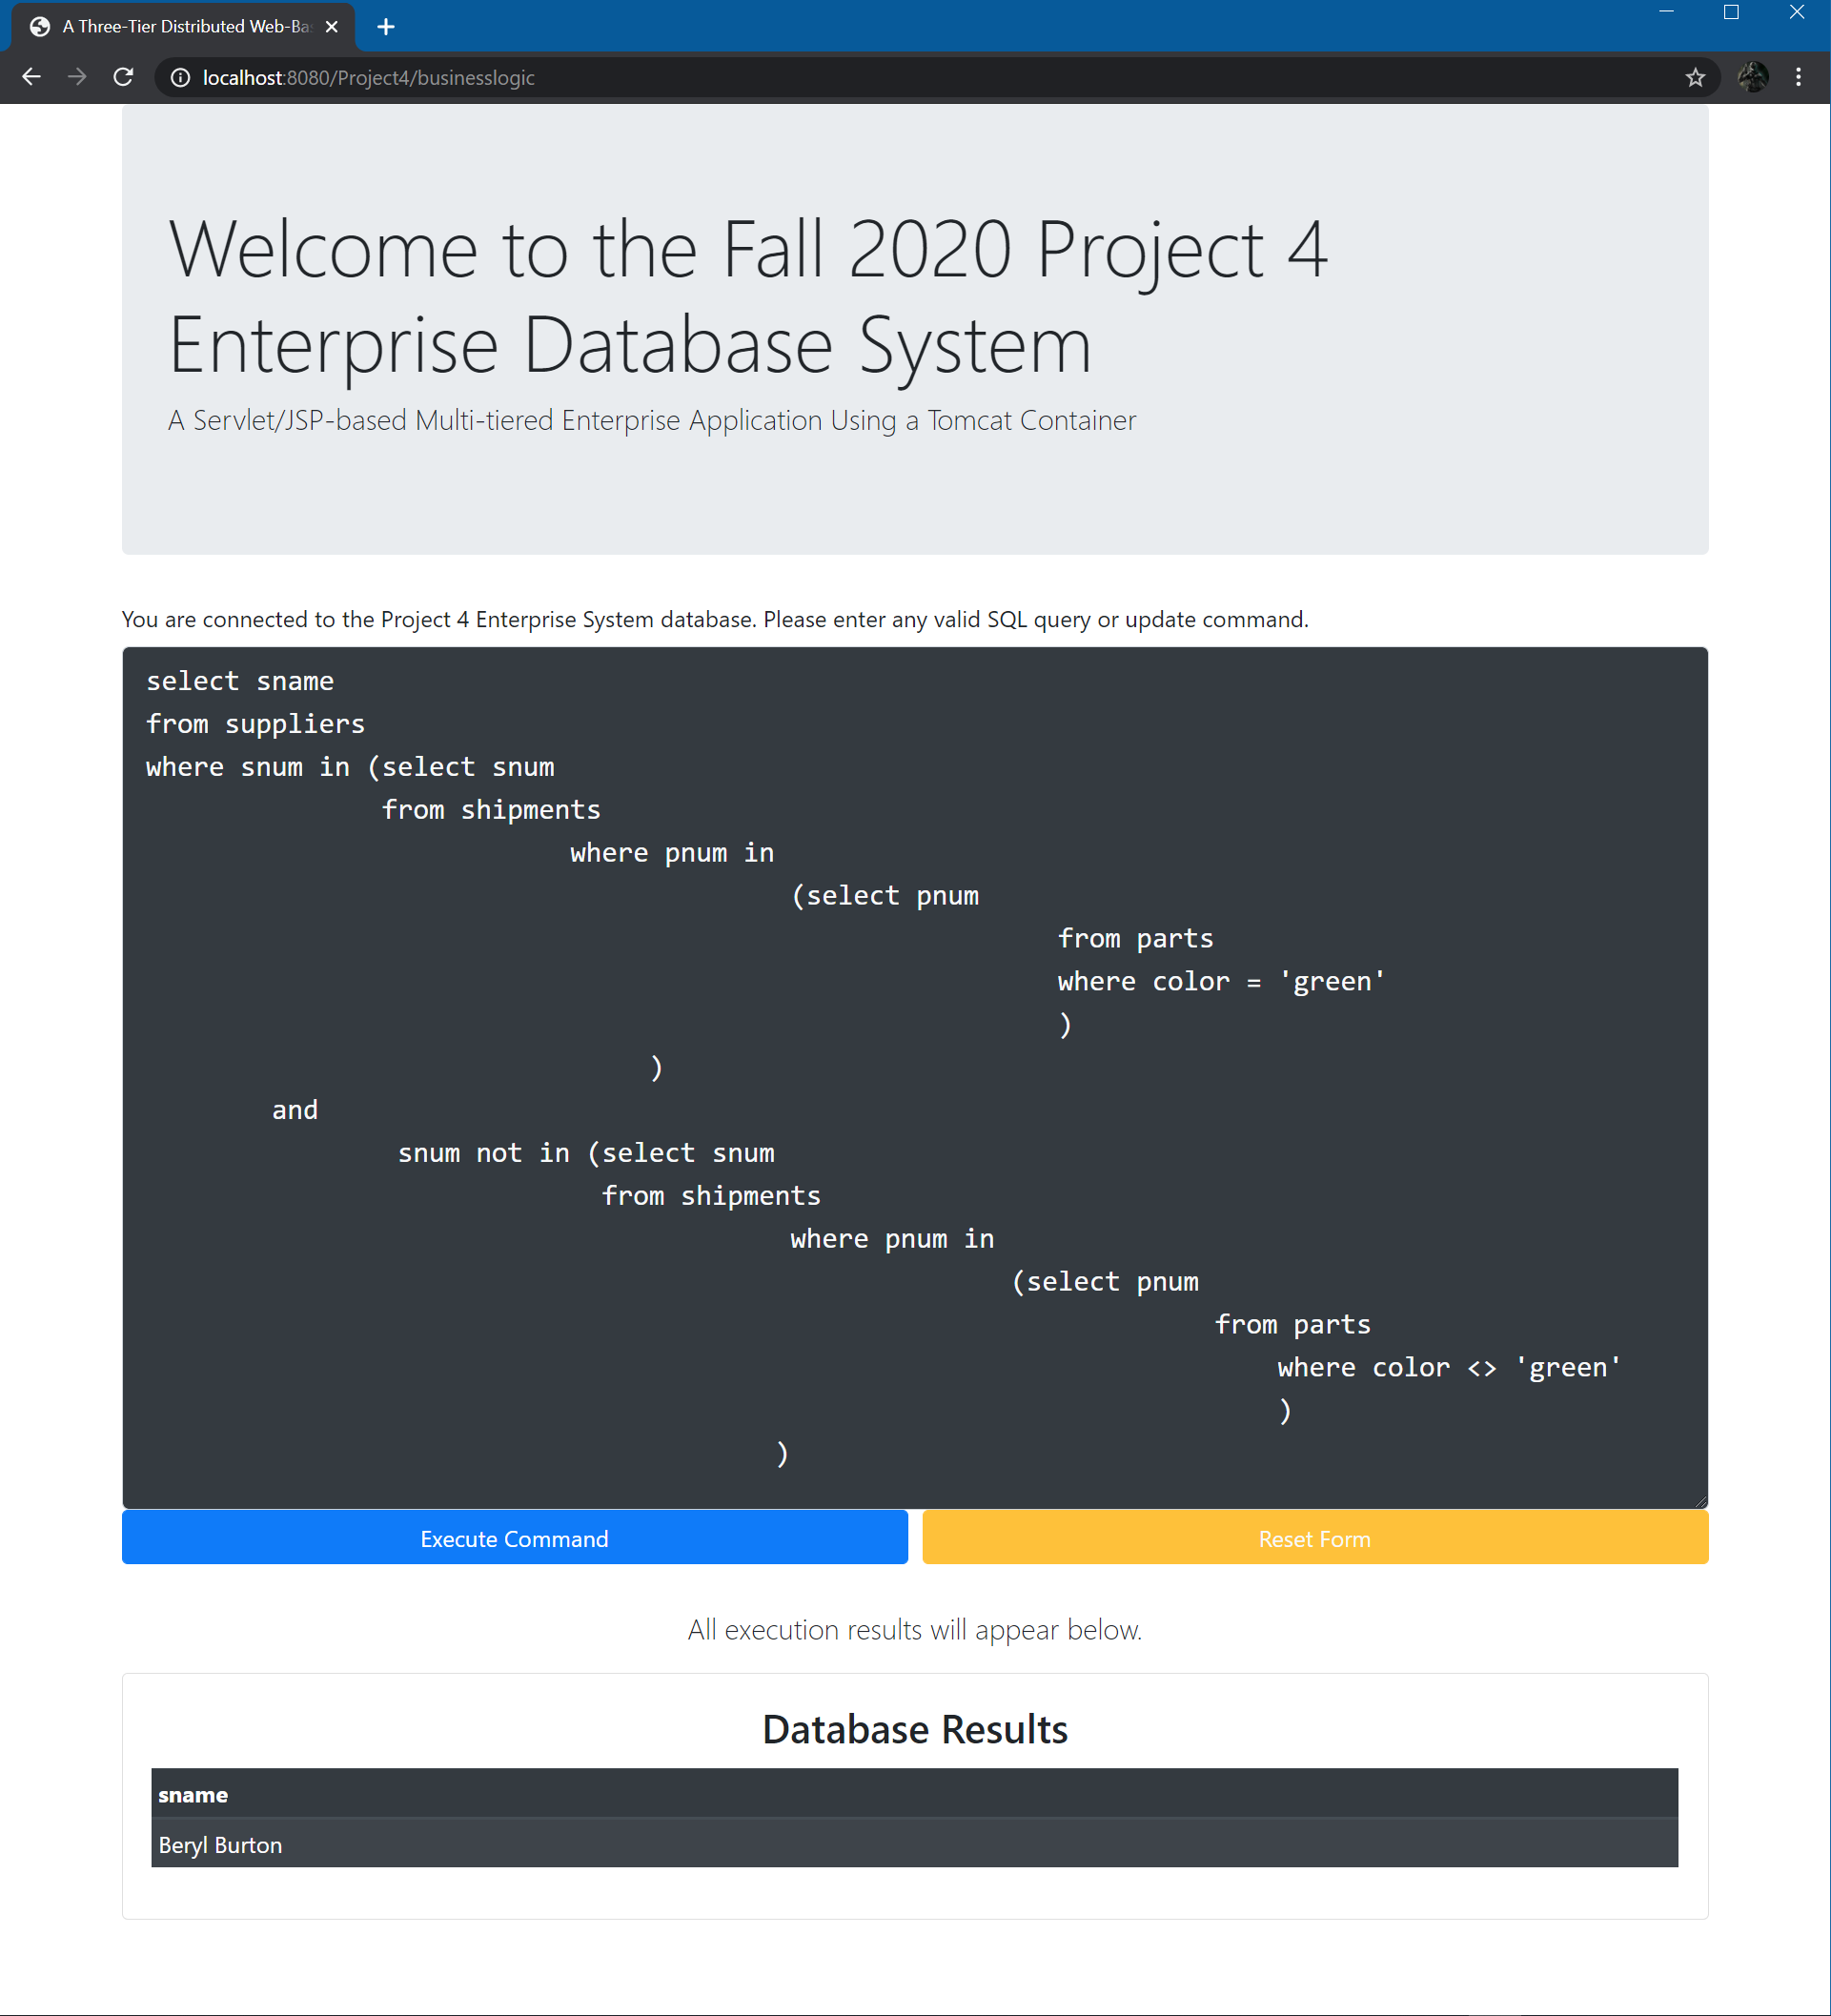 A Three-Tier Distributed Web-Ba
localhost:8080/Project4/businesslogic
Welcome to the Fall 2020 Project 4
Enterprise Database System
A Servlet/JSP-based Multi-tiered Enterprise Application Using a Tomcat Container
You are connected to the Project 4 Enterprise System database. Please enter any valid SQL query or update command.
select sname
from suppliers
where snum in (select snum
from shipments
where pnum in
(select pnum
from parts
where color = 'green'
)
)
and
snum not in (select snum
from shipments
where pnum in
(select pnum
from parts
where color <> 'green'
)
)
Execute Command Reset Form
All execution results will appear below.
Database Results
sname
Beryl Burton